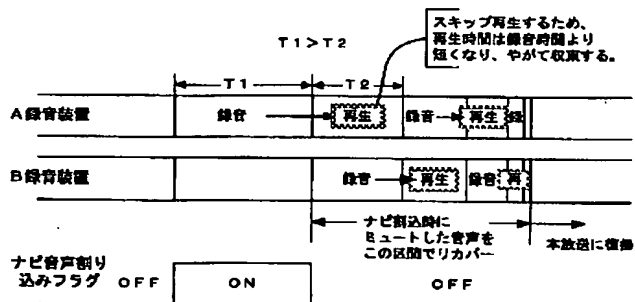 スキップ再生するため、
再生時間は録音時間より
短くなり、やがて収束する。
T1>T2
T1 T2
A録音装置 録音 再生 録音 再生 録
B録音装置 録音 再生 録音 再
ナビ割込時に
ミュートした音声を
この区間でリカバー
本放送に復帰
ナビ音声割り
込みフラグ OFF ON OFF